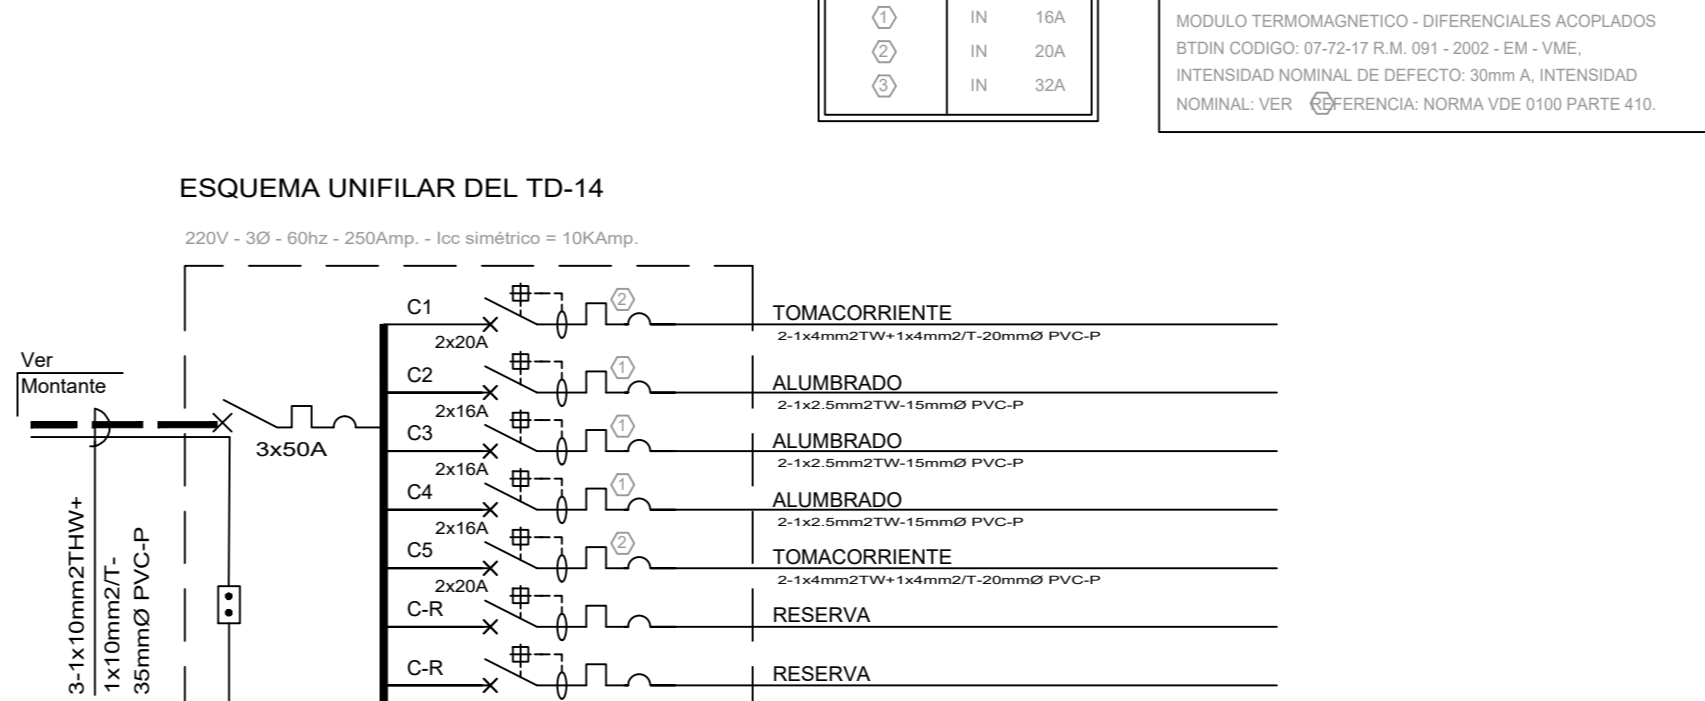 1 IN 16A
2 IN 20A
3 IN 32A
MODULO TERMOMAGNETICO - DIFERENCIALES ACOPLADOS
BTDIN CODIGO: 07-72-17 R.M. 091 - 2002 - EM - VME,
INTENSIDAD NOMINAL DE DEFECTO: 30mm A, INTENSIDAD
NOMINAL: VER REFERENCIA: NORMA VDE 0100 PARTE 410.
ESQUEMA UNIFILAR DEL TD-14
220V - 3Ø - 60hz - 250Amp. - Icc simétrico = 10KAmp.
Ver
Montante
3-1x10mm2THW+
1x10mm2/T-
35mmØ PVC-P
3x50A
C1 2 TOMACORRIENTE
2x20A 2-1x4mm2TW+1x4mm2/T-20mmØ PVC-P
C2 1 ALUMBRADO
2x16A 2-1x2.5mm2TW-15mmØ PVC-P
C3 1 ALUMBRADO
2x16A 2-1x2.5mm2TW-15mmØ PVC-P
C4 1 ALUMBRADO
2x16A 2-1x2.5mm2TW-15mmØ PVC-P
C5 2 TOMACORRIENTE
2x20A 2-1x4mm2TW+1x4mm2/T-20mmØ PVC-P
C-R RESERVA
C-R RESERVA